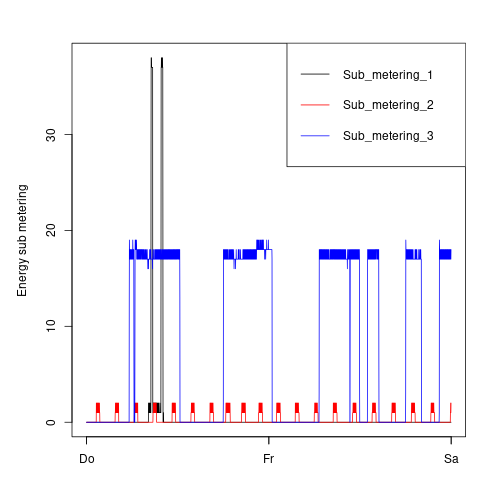 Sub_metering_1
Sub_metering_2
Sub_metering_3
Energy sub metering
30
20
10
0
Do Fr Sa